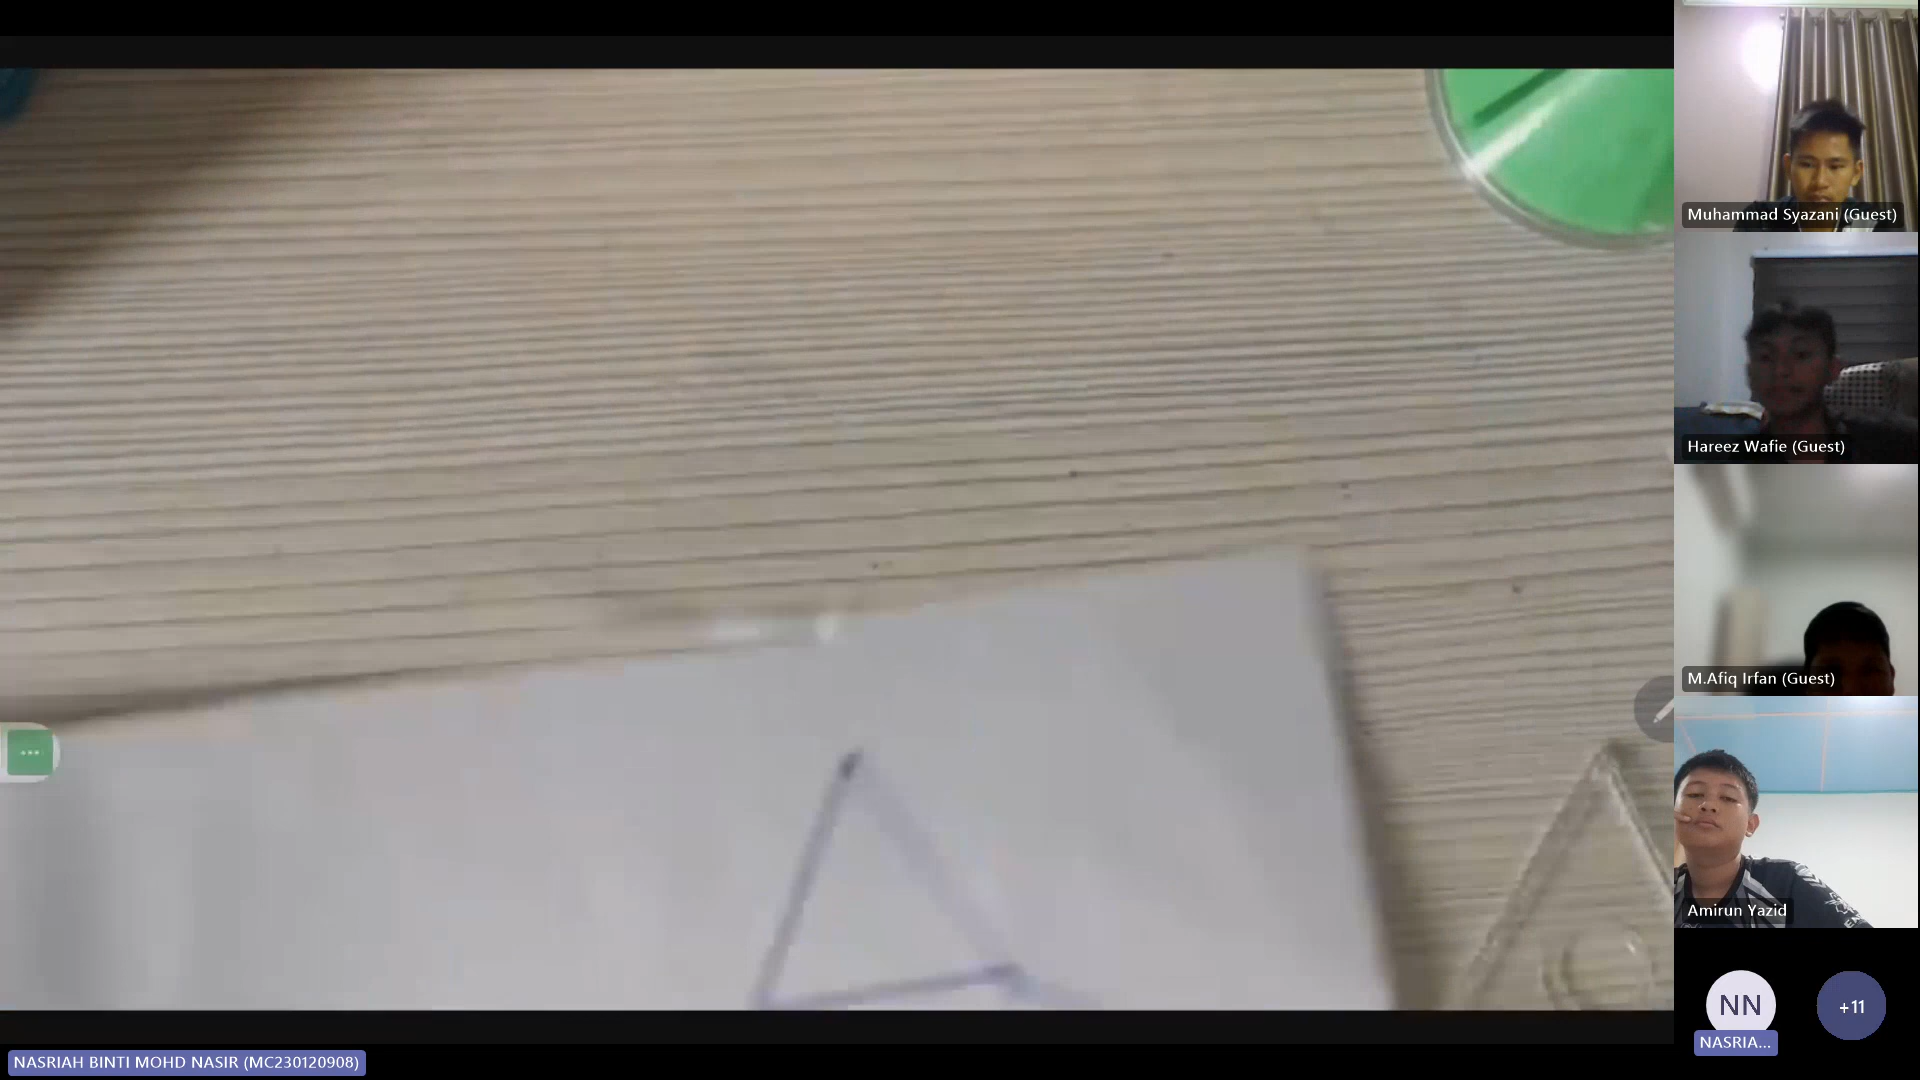 Muhammad Syazani (Guest)
Hareez Wafie (Guest)
M.Afiq Irfan (Guest)
Amirun Yazid
NN
+11
NASRIA...
NASRIAH BINTI MOHD NASIR (MC230120908)